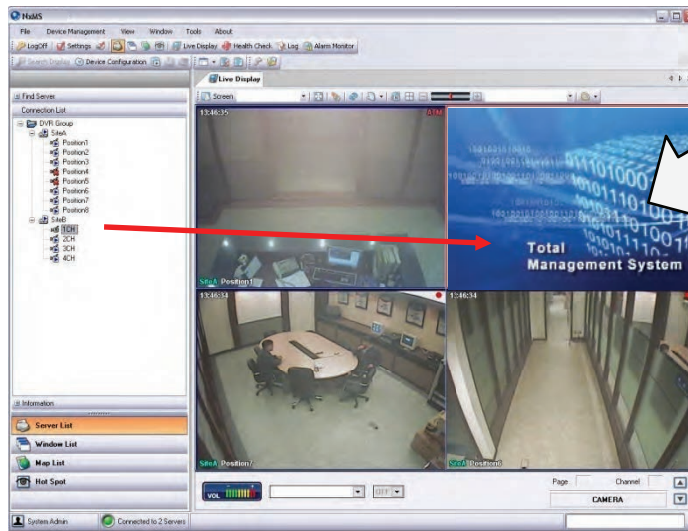 NxMS
File Device Management View Window Tools About
LogOff Settings Live Display Health Check Log Alarm Monitor
Search Display Device Configuration
Live Display
Find Server
Screen
Connection List
DVR Group
SiteA
Position1
Position2
Position3
Position4
Position5
Position6
Position7
Position8
SiteB
1CH
2CH
3CH
4CH
13:46:35
SiteA Position1
Total
Management System
13:46:34
SiteA Position7
13:46:34
SiteA
Information
Server List
Window List
Map List
Hot Spot
VOL
OFF
Page Channel
CAMERA
System Admin
Connected to 2 Servers